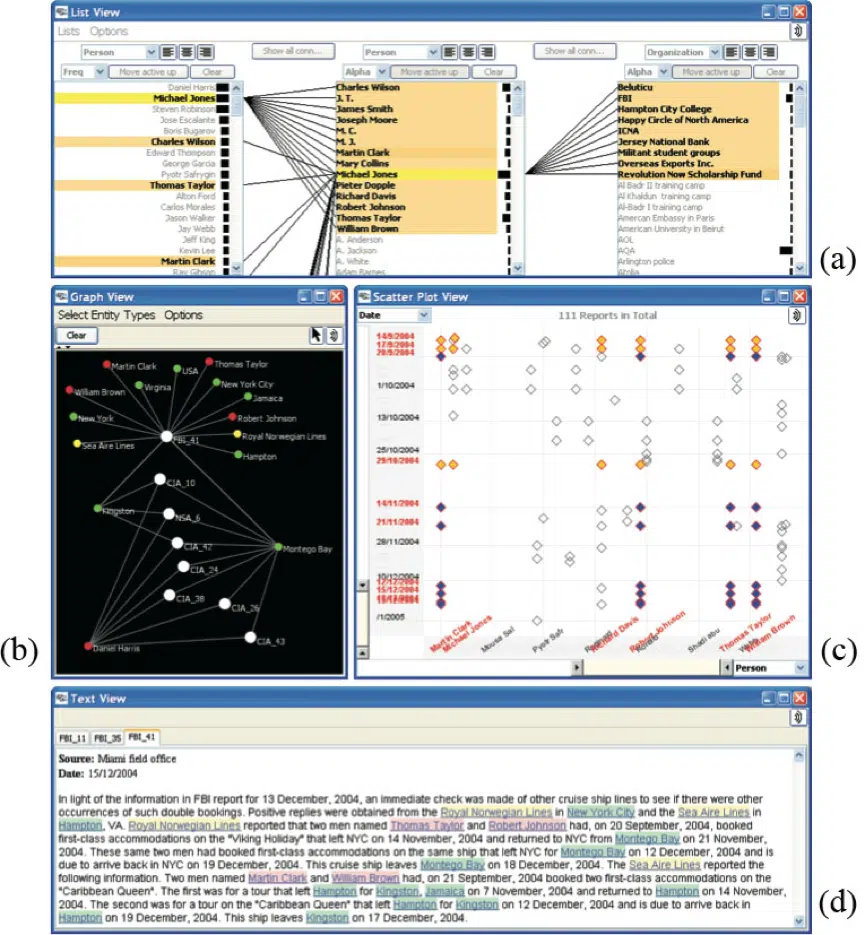 List View
Lists Options
Person Show all conn... Person Show all conn... Organization
Freq Move active up Clear Alpha Move active up Clear Alpha Move active up Clear
Daniel Harris Charles Wilson Beluticu
Michael Jones J. T. FBI
Steven Robinson James Smith Hampton City College
Jose Escalante Joseph Moore Happy Circle of North America
Boris Bugarov M. C. ICNA
Charles Wilson M. J. Jersey National Bank
Edward Thompson Martin Clark Militant student groups
George Garcia Mary Collins Overseas Exports Inc.
Pyotr Safrygin Michael Jones Revolution Now Scholarship Fund
Thomas Taylor Pieter Dopple Al Badr II training camp
Alton Ford Richard Davis Al Khaldun training camp
Carlos Morales Robert Johnson Al-Badr I training camp
Jason Walker Thomas Taylor American Embassy in Paris
Jay Webb William Brown American University in Beirut
Jeff King A. Anderson AOL
Kevin Lee A. Jackson AQA
Martin Clark A. White Arlington police
Ray Gibson Adam Barnes
(a)
Graph View
Select Entity Types Options
Clear
Martin Clark
USA
Thomas Taylor
William Brown
Virginia
New York City
Jamaica
New York
Robert Johnson
FBI_41
Royal Norwegian Lines
Sea Aire Lines
Hampton
CIA_10
Kingston
NSA_6
CIA_42
Montego Bay
CIA_24
CIA_38
CIA_26
CIA_43
Daniel Harris
(b)
Scatter Plot View
Date 111 Reports in Total
14/9/2004
17/9/2004
20/9/2004
1/10/2004
13/10/2004
25/10/2004
29/10/2004
14/11/2004
21/11/2004
28/11/2004
10/12/2004
12/12/2004
15/12/2004
/1/2005
Martin Clark
Michael Jones
Mousa Sel
Pyotr Safr
Richard Davis
Robert Johnson
Shadi abu
Thomas Taylor
William Brown
Person
(c)
Text View
FBI_11 FBI_35 FBI_41
Source: Miami field office
Date: 15/12/2004
In light of the information in FBI report for 13 December, 2004, an immediate check was made of other cruise ship lines to see if there were other
occurrences of such double bookings. Positive replies were obtained from the Royal Norwegian Lines in New York City and the Sea Aire Lines in
Hampton, VA. Royal Norwegian Lines reported that two men named Thomas Taylor and Robert Johnson had, on 20 September, 2004, booked
first-class accommodations on the "Viking Holiday" that left NYC on 14 November, 2004 and returned to NYC from Montego Bay on 21 November,
2004. These same two men had booked first-class accommodations on the same ship that left NYC for Montego Bay on 12 December, 2004 and is
due to arrive back in NYC on 19 December, 2004. This cruise ship leaves Montego Bay on 18 December, 2004. The Sea Aire Lines reported the
following information. Two men named Martin Clark and William Brown had, on 21 September, 2004 booked two first-class accommodations on the
"Caribbean Queen". The first was for a tour that left Hampton for Kingston, Jamaica on 7 November, 2004 and returned to Hampton on 14 November,
2004. The second was for a tour on the "Caribbean Queen" that left Hampton for Kingston on 12 December, 2004 and is due to arrive back in
Hampton on 19 December, 2004. This ship leaves Kingston on 17 December, 2004.
(d)